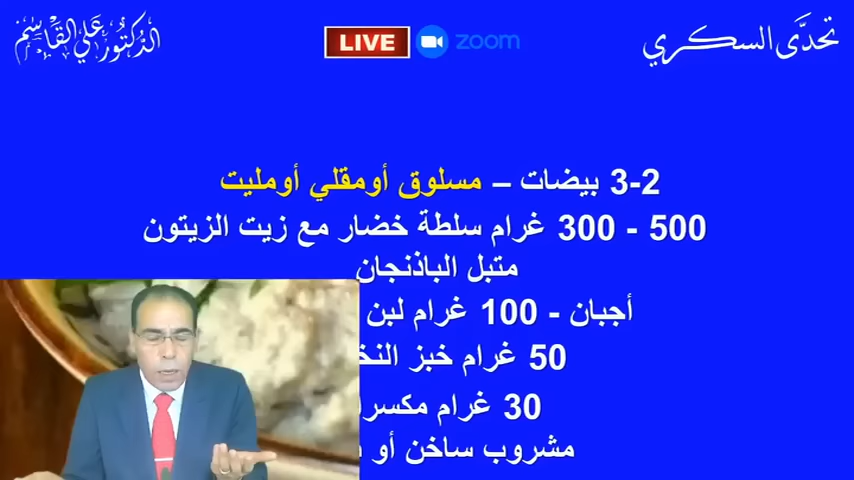 تحدَّى السكري
LIVE zoom
الدكتور علي القاسم
3-2 بيضات – مسلوق أومقلي أومليت
500 - 300 غرام سلطة خضار مع زيت الزيتون
متبل الباذنجان
أجبان - 100 غرام لبن
50 غرام خبز
30 غرام
مشروب ساخن أو